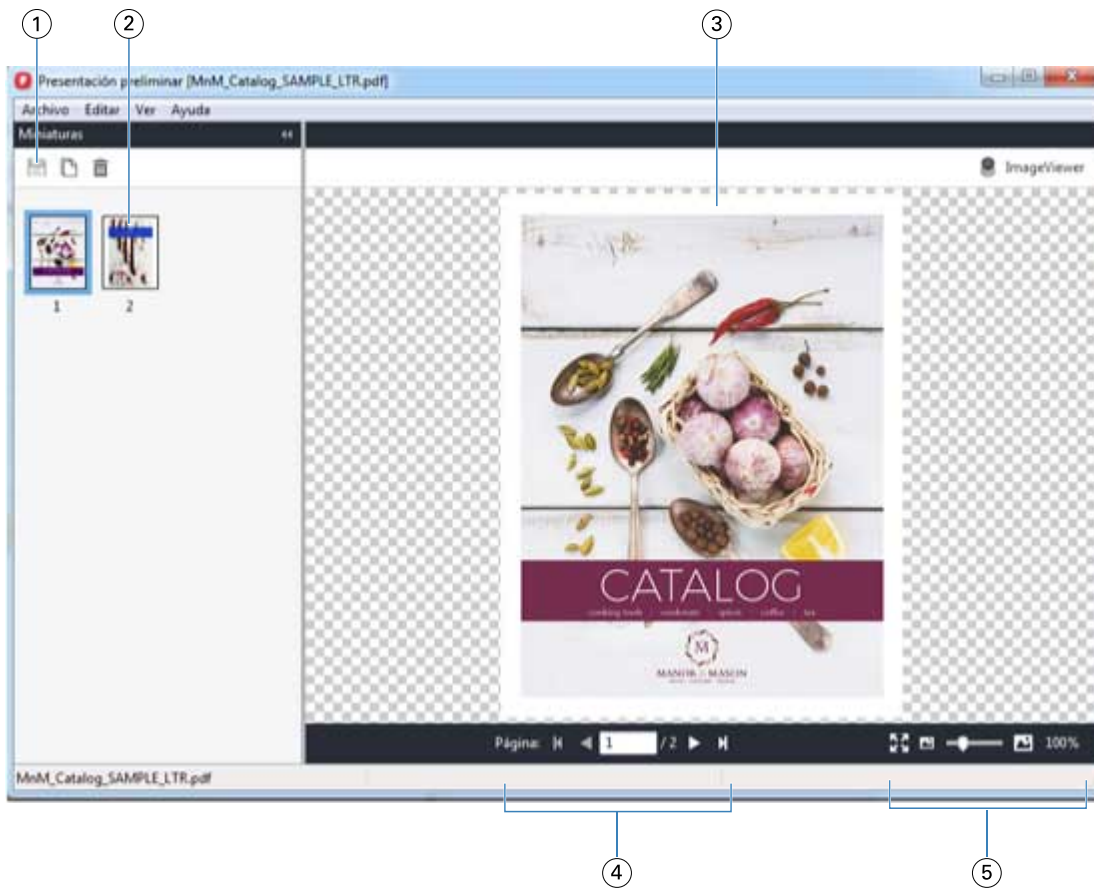 1
2
3
Presentación preliminar [MnM_Catalog_SAMPLE_LTR.pdf]
Archivo Editar Ver Ayuda
Miniaturas
ImageViewer
1
2
CATALOG
cooking tools · cookware · spices · coffee · tea
M
MANOR & MASON
Página: 1 / 2
100%
MnM_Catalog_SAMPLE_LTR.pdf
4
5